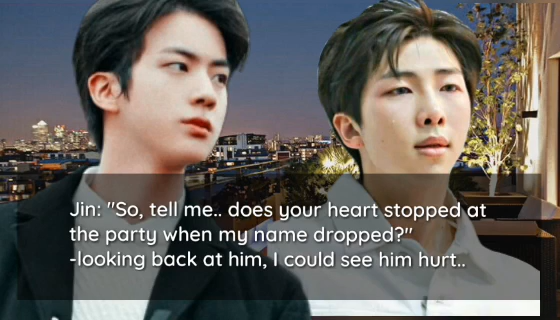 Jin: "So, tell me.. does your heart stopped at
the party when my name dropped?"
-looking back at him, I could see him hurt..